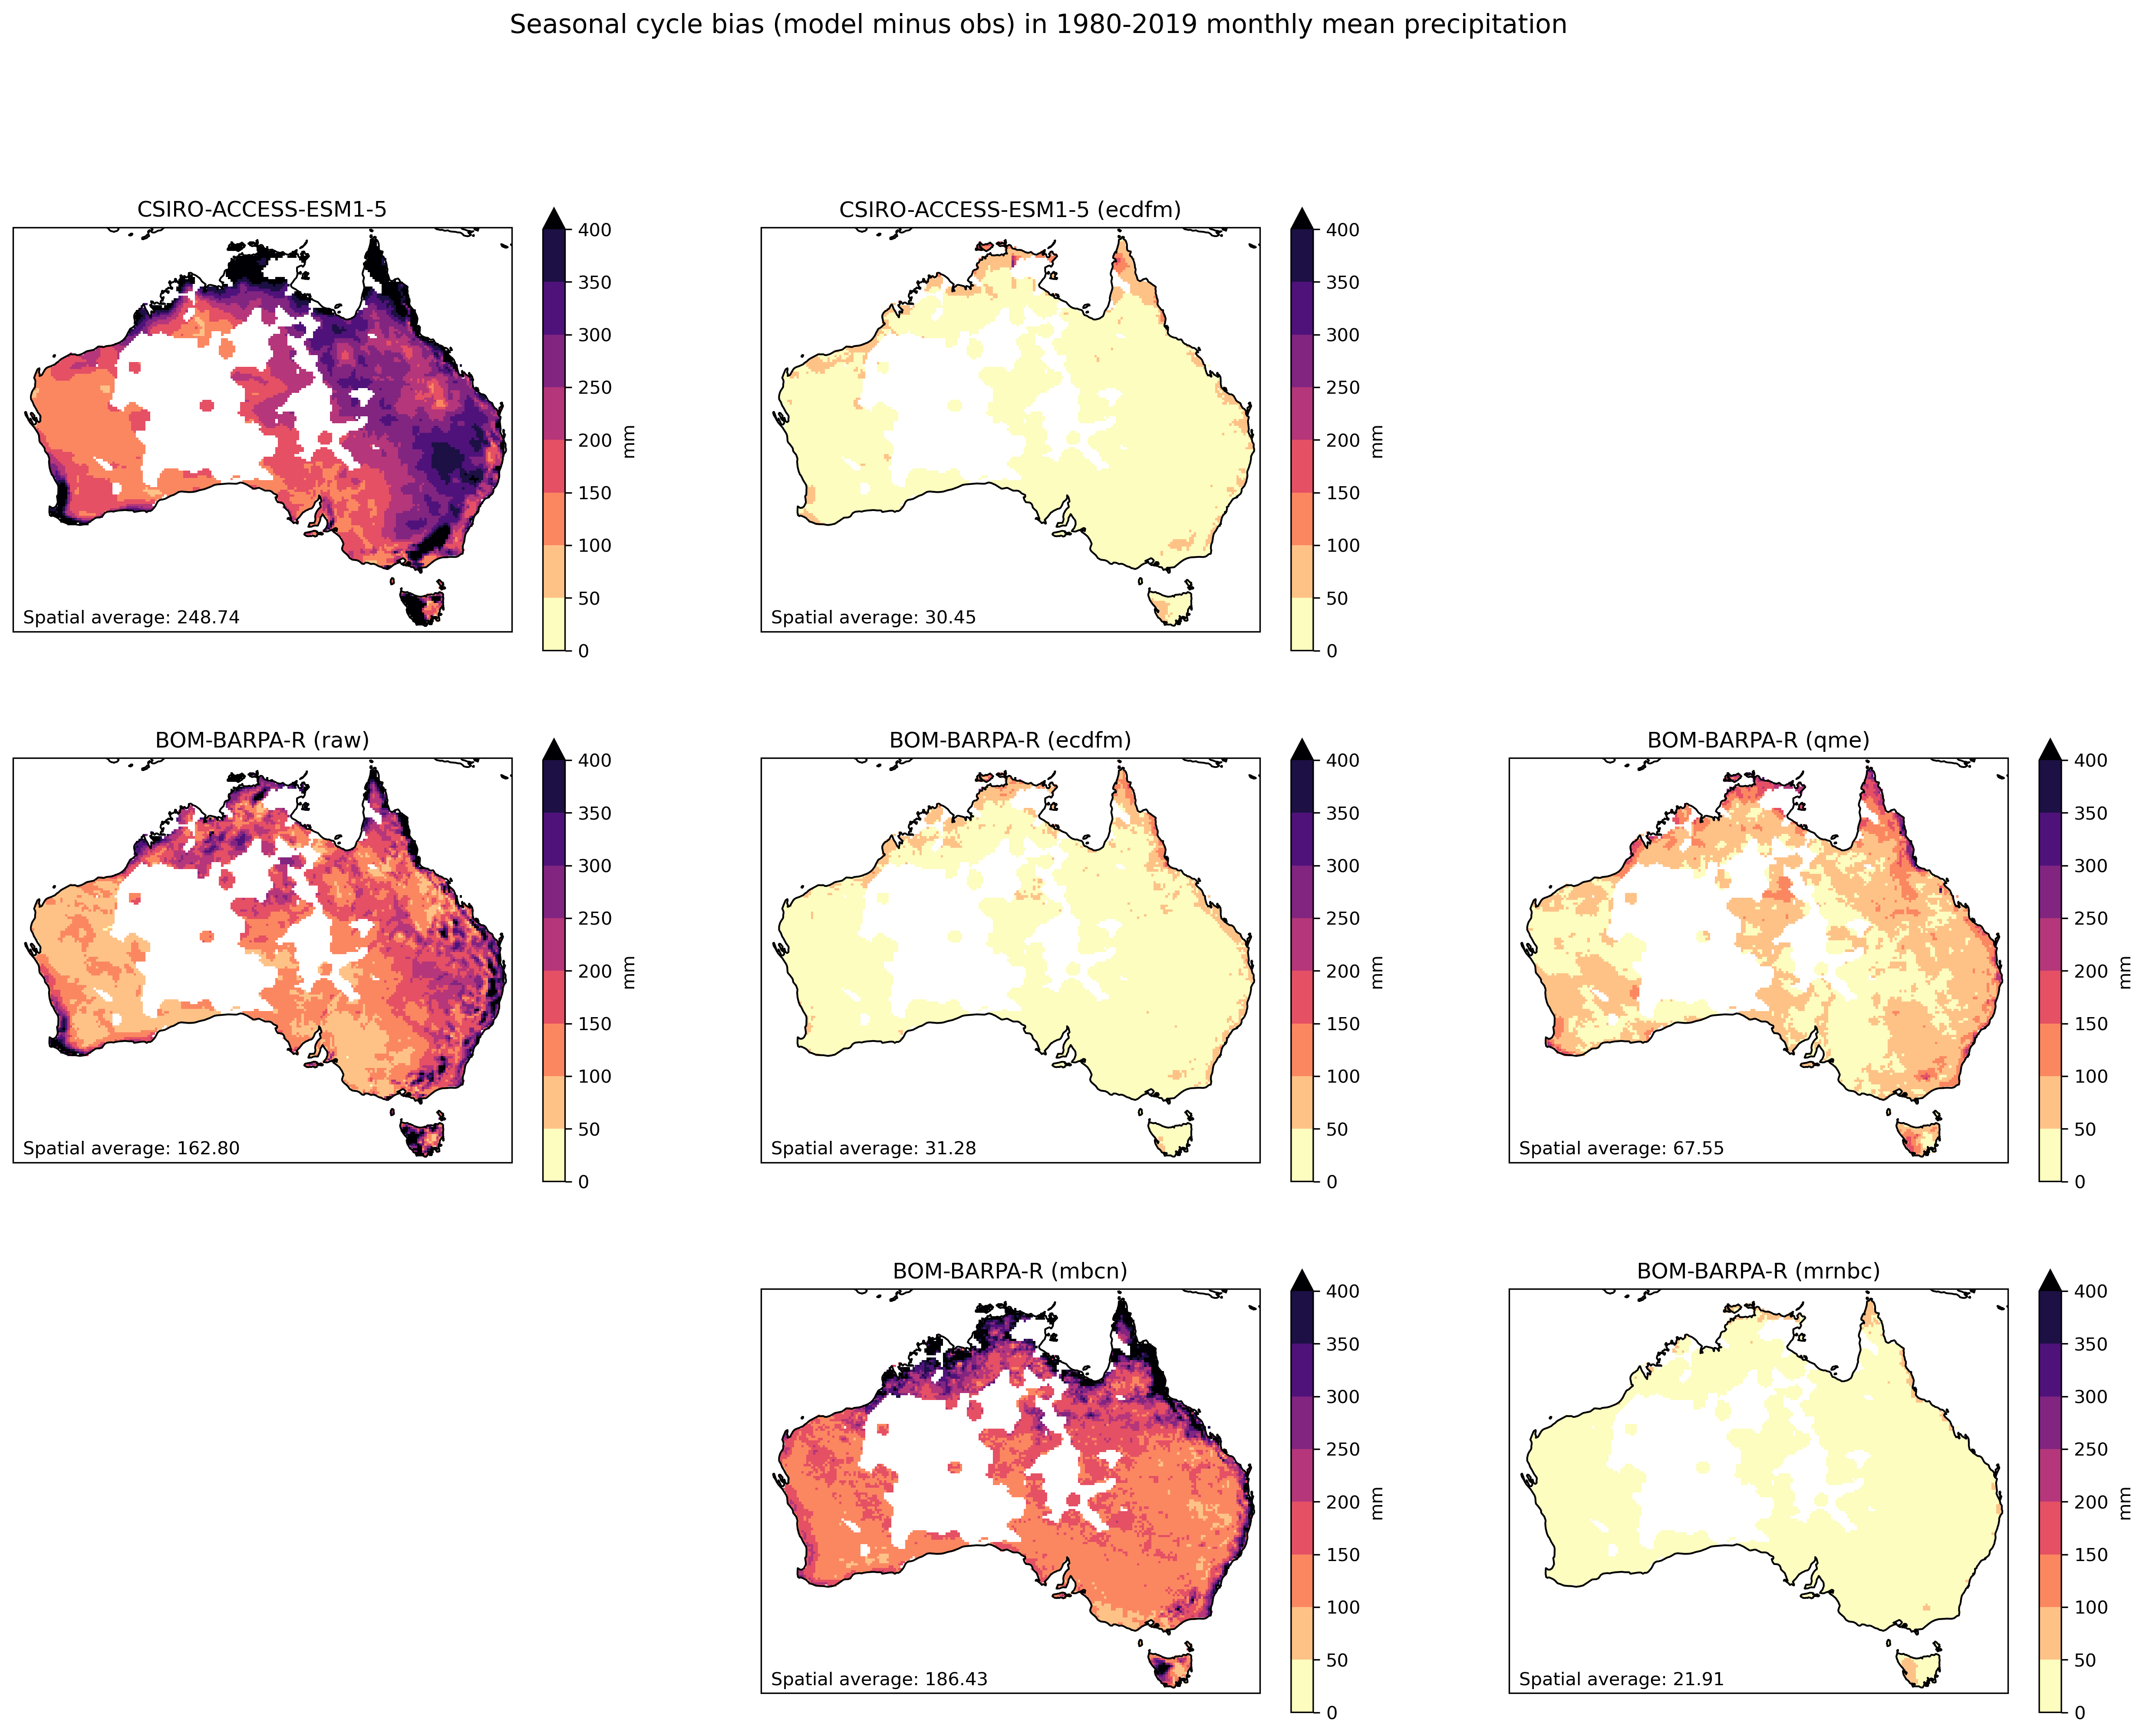 Seasonal cycle bias (model minus obs) in 1980-2019 monthly mean precipitation
CSIRO-ACCESS-ESM1-5
400
350
300
250
200
150
100
50
0
mm
Spatial average: 248.74
CSIRO-ACCESS-ESM1-5 (ecdfm)
400
350
300
250
200
150
100
50
0
mm
Spatial average: 30.45
BOM-BARPA-R (raw)
400
350
300
250
200
150
100
50
0
mm
Spatial average: 162.80
BOM-BARPA-R (ecdfm)
400
350
300
250
200
150
100
50
0
mm
Spatial average: 31.28
BOM-BARPA-R (qme)
400
350
300
250
200
150
100
50
0
mm
Spatial average: 67.55
BOM-BARPA-R (mbcn)
400
350
300
250
200
150
100
50
0
mm
Spatial average: 186.43
BOM-BARPA-R (mrnbc)
400
350
300
250
200
150
100
50
0
mm
Spatial average: 21.91